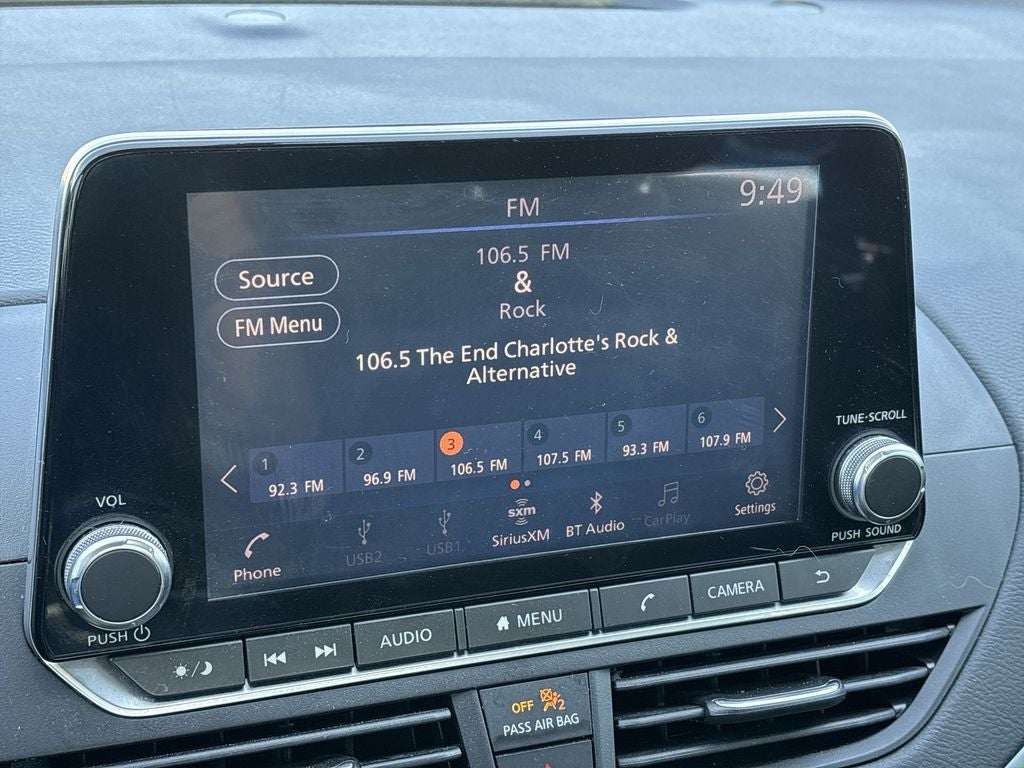 FM
9:49
Source
FM Menu
106.5 FM
&
Rock
106.5 The End Charlotte's Rock &
Alternative
1
92.3 FM
2
96.9 FM
3
106.5 FM
4
107.5 FM
5
93.3 FM
6
107.9 FM
Phone
USB2
USB1
sxm
SiriusXM
BT Audio
CarPlay
Settings
VOL
PUSH
TUNE·SCROLL
PUSH SOUND
AUDIO
MENU
CAMERA
OFF 2
PASS AIR BAG